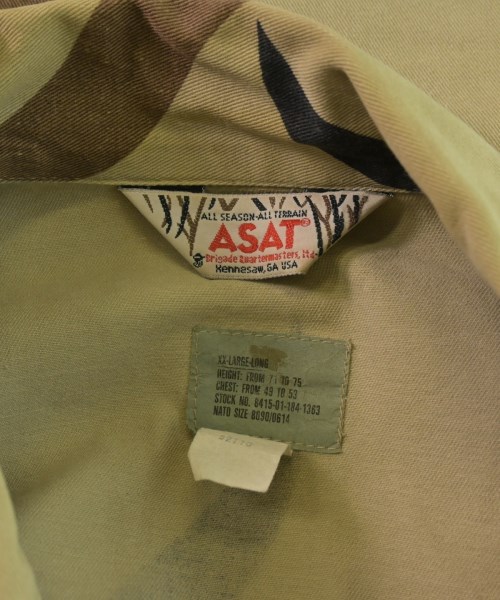 ALL SEASON-ALL TERRAIN
ASAT®
Brigade Quartermasters, Ltd.
Kennesaw, GA USA
XX-LARGE-LONG
HEIGHT: FROM 71 TO 75
CHEST: FROM 49 TO 53
STOCK NO. 8415-01-184-1363
NATO SIZE 8090/0614